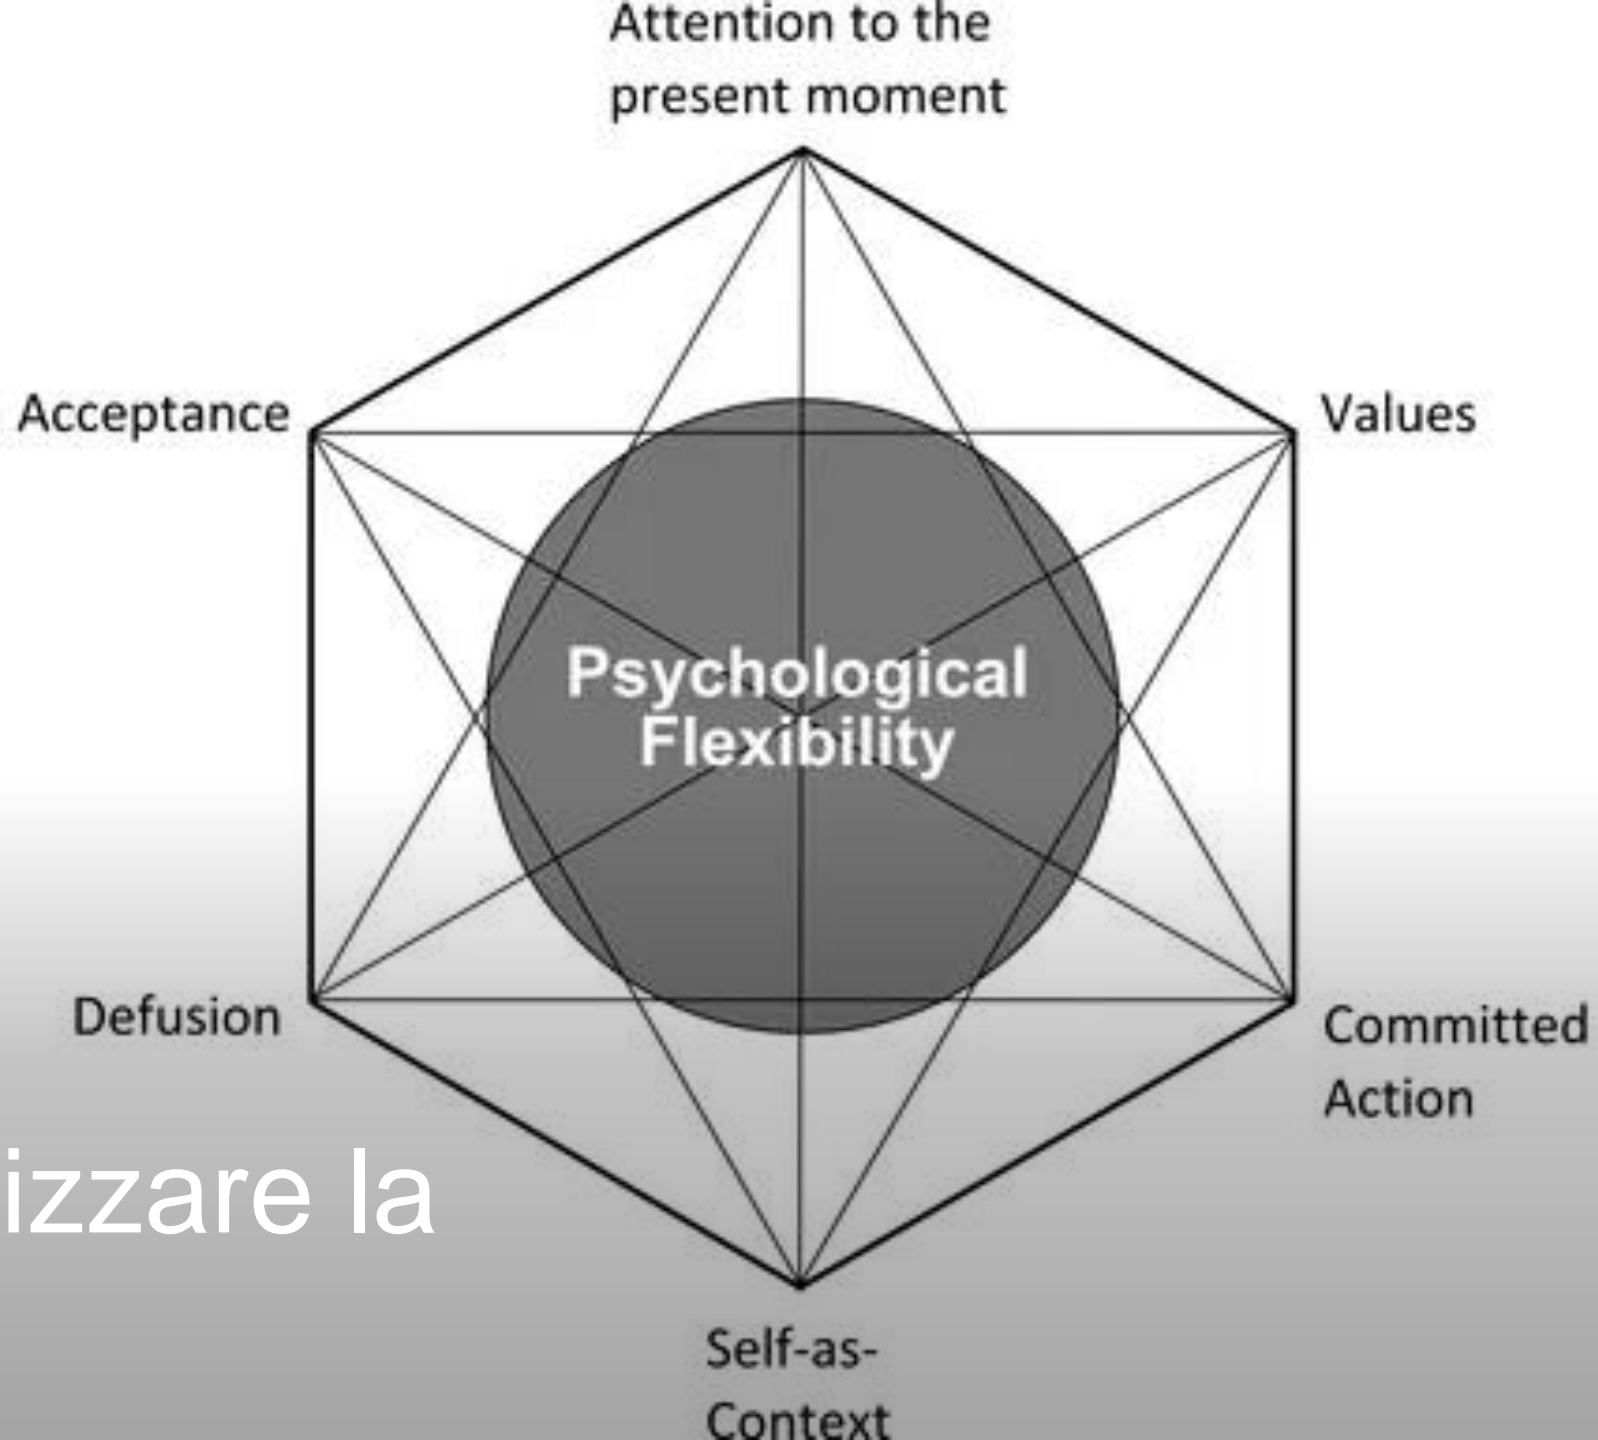 Attention to the
present moment
Acceptance
Values
Psychological
Flexibility
Defusion
Committed
Action
izzare la
Self-as-
Context